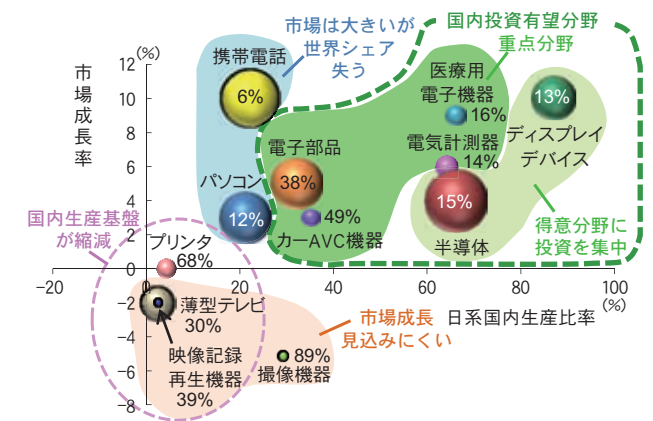 市場は大きいが
世界シェア
失う
国内投資有望分野
重点分野
(%)
市場成長率
12
10
8
6
4
2
0
−2
−4
−6
−8
携帯電話
6%
医療用
電子機器
16%
13%
ディスプレイ
デバイス
電気計測器
14%
電子部品
38%
パソコン
12%
49%
カーAVC機器
15%
半導体
得意分野に
投資を集中
国内生産基盤
が縮減
プリンタ
68%
−20
0
20
40
60
80
100
(%)
日系国内生産比率
薄型テレビ
30%
映像記録
再生機器
39%
89%
撮像機器
市場成長
見込みにくい